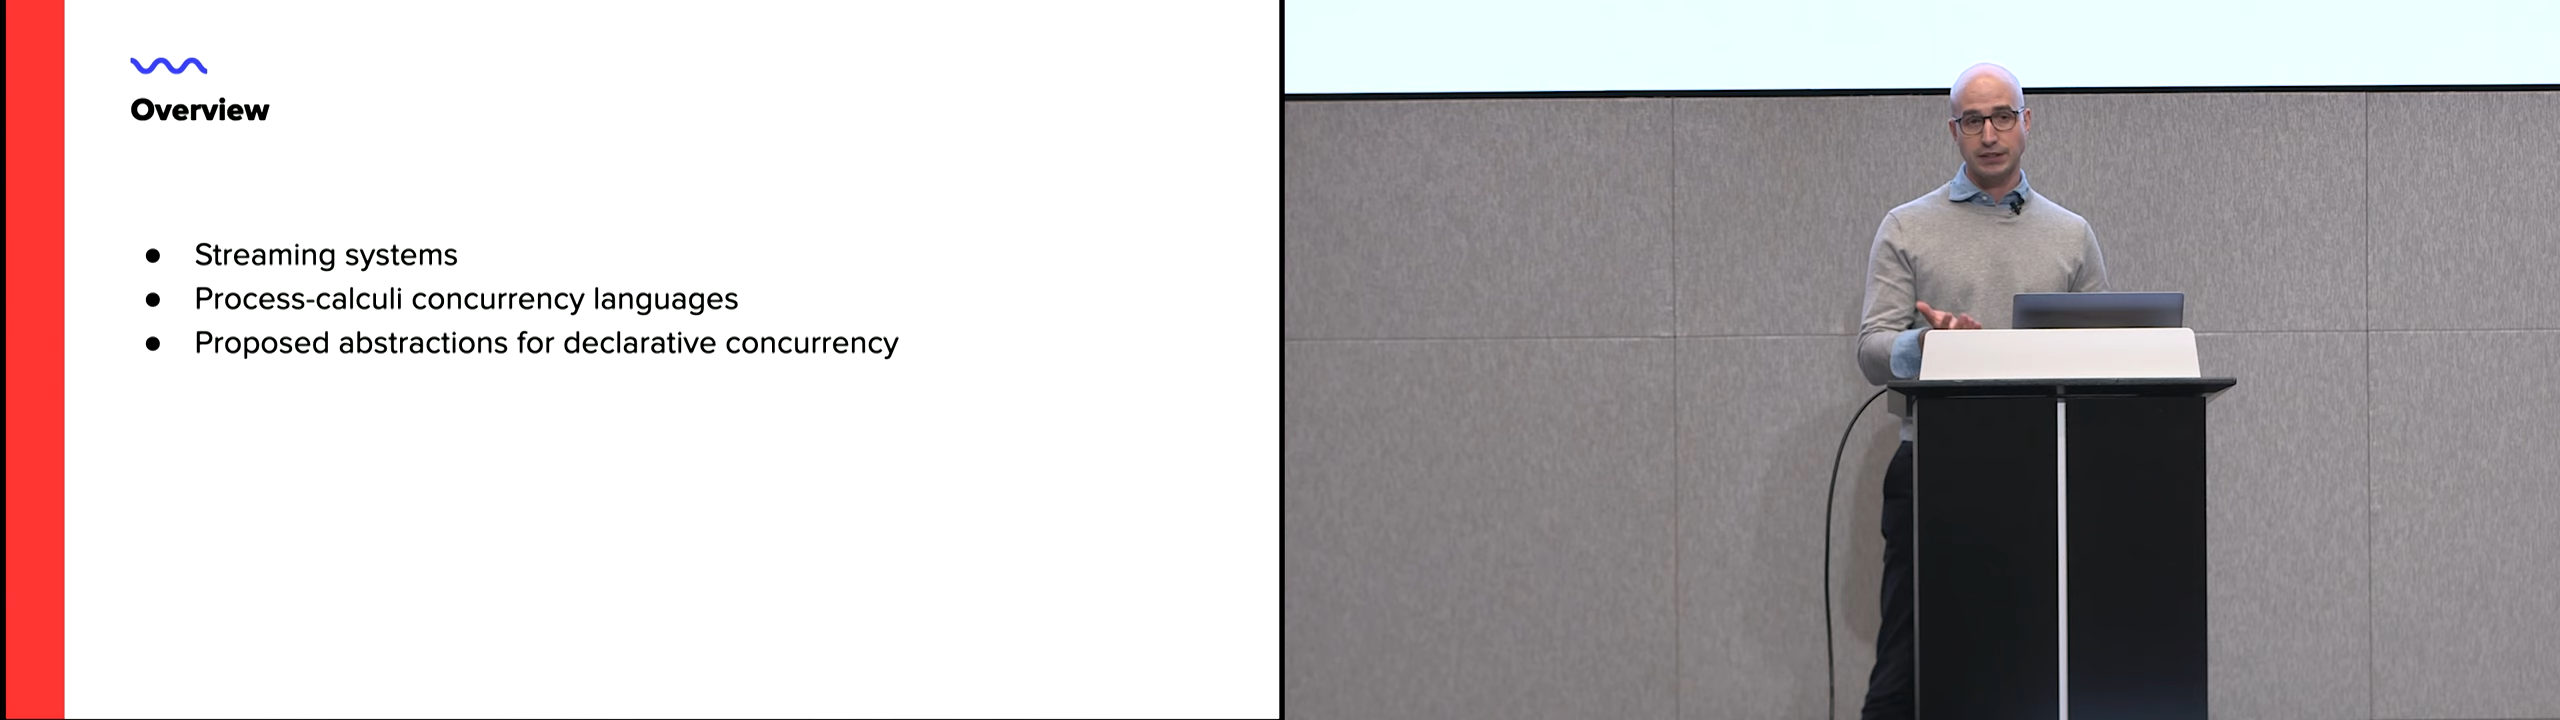 Overview
● Streaming systems
● Process-calculi concurrency languages
● Proposed abstractions for declarative concurrency